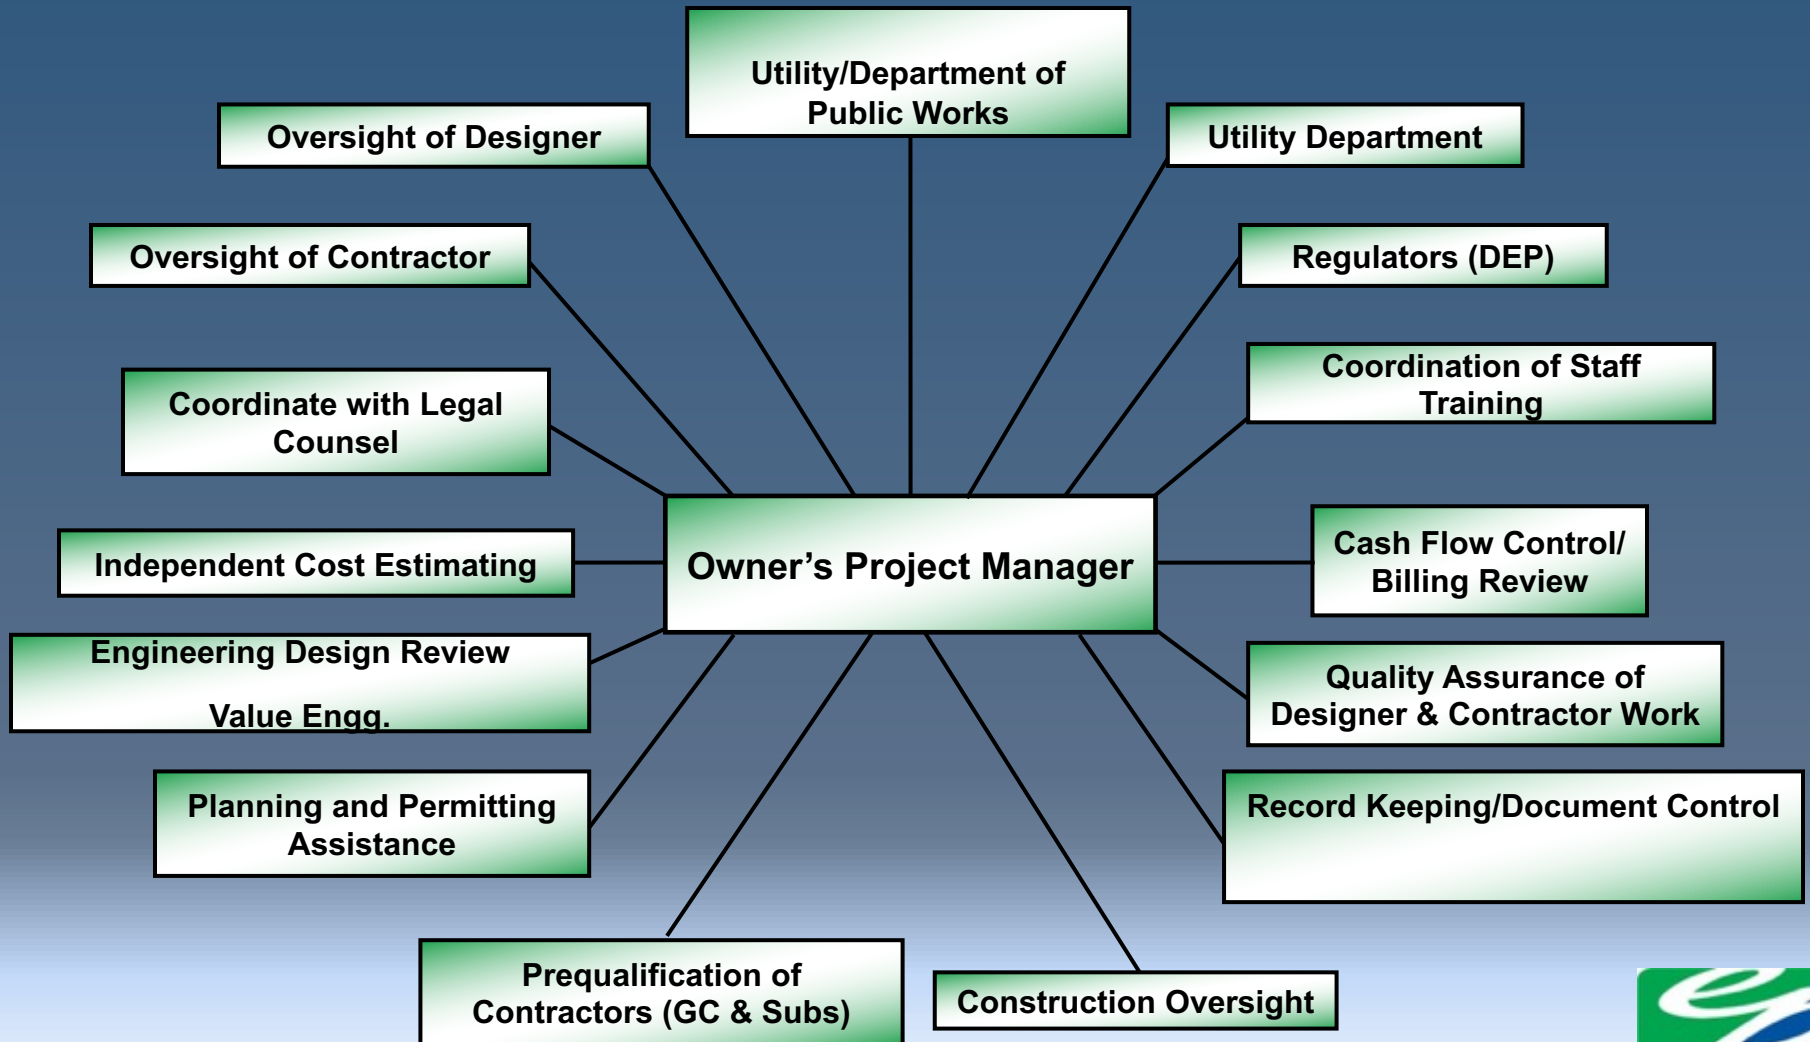 Utility/Department of
Public Works
Oversight of Designer
Utility Department
Oversight of Contractor
Regulators (DEP)
Coordination of Staff
Training
Coordinate with Legal
Counsel
Owner’s Project Manager
Independent Cost Estimating
Cash Flow Control/
Billing Review
Engineering Design Review
Value Engg.
Quality Assurance of
Designer & Contractor Work
Planning and Permitting
Assistance
Record Keeping/Document Control
Prequalification of
Contractors (GC & Subs)
Construction Oversight